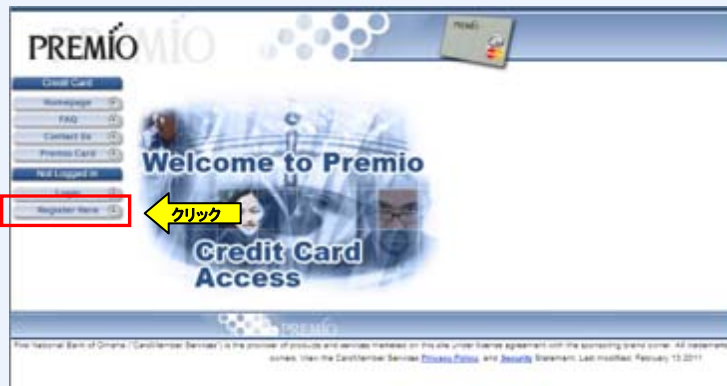 PREMIO
PREMIO
Credit Card
Homepage
FAQ
Contact Us
Premio Card
Not Logged in
Login
Register Here
クリック
Welcome to Premio
Credit Card
Access
PREMIO
First National Bank of Omaha ("CardMember Services") is the provider of products and services marketed on this site under license agreement with the sponsoring brand owner. All trademarks
owners. View the CardMember Services Privacy Policy, and Security Statement. Last modified: February 13 2011